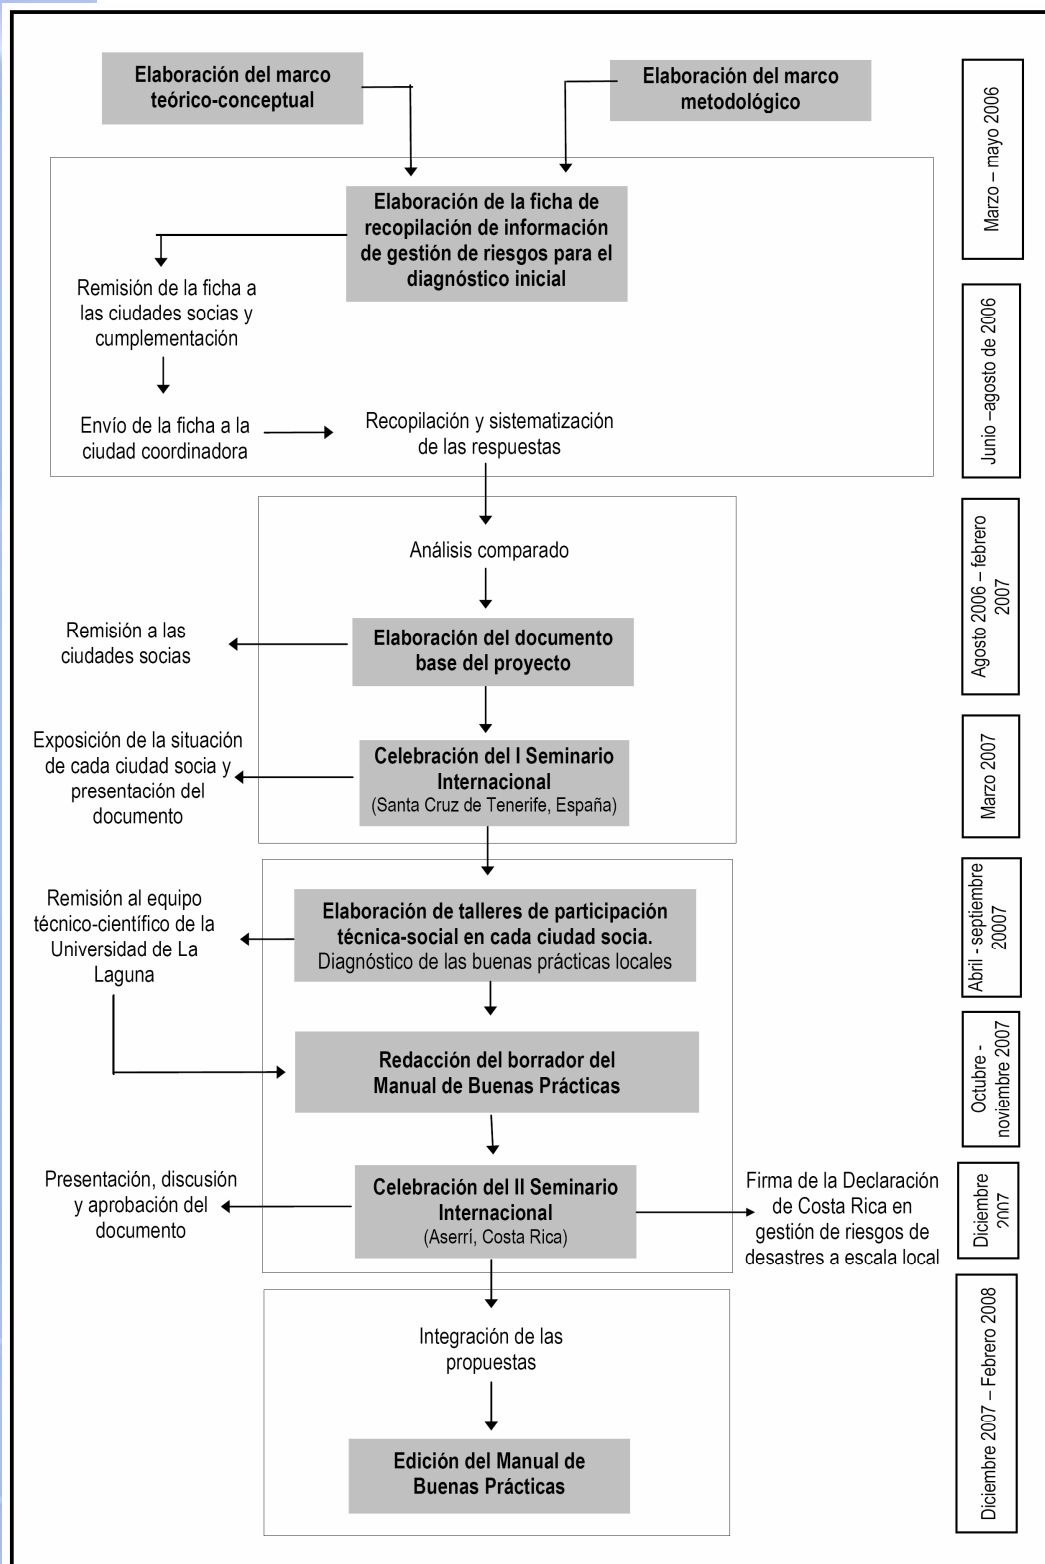 Elaboración del marco
teórico-conceptual
Elaboración del marco
metodológico
Marzo – mayo 2006
Elaboración de la ficha de
recopilación de información
de gestión de riesgos para el
diagnóstico inicial
Remisión de la ficha a
las ciudades socias y
cumplementación
Junio –agosto de 2006
Envío de la ficha a la
ciudad coordinadora
Recopilación y sistematización
de las respuestas
Análisis comparado
Agosto 2006 – febrero
2007
Elaboración del documento
base del proyecto
Remisión a las
ciudades socias
Celebración del I Seminario
Internacional
(Santa Cruz de Tenerife, España)
Exposición de la situación
de cada ciudad socia y
presentación del
documento
Marzo 2007
Elaboración de talleres de participación
técnica-social en cada ciudad socia.
Diagnóstico de las buenas prácticas locales
Remisión al equipo
técnico-científico de la
Universidad de La
Laguna
Abril - septiembre
20007
Redacción del borrador del
Manual de Buenas Prácticas
Octubre -
noviembre 2007
Celebración del II Seminario
Internacional
(Aserrí, Costa Rica)
Presentación, discusión
y aprobación del
documento
Firma de la Declaración
de Costa Rica en
gestión de riesgos de
desastres a escala local
Diciembre
2007
Integración de las
propuestas
Edición del Manual de
Buenas Prácticas
Diciembre 2007 – Febrero 2008